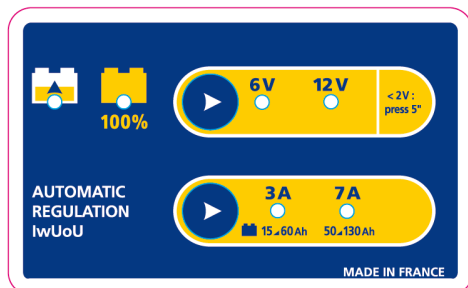 6V 12V
< 2V :
press 5"
100%
3A 7A
15⊿60Ah 50⊿130Ah
AUTOMATIC
REGULATION
IwUoU
MADE IN FRANCE